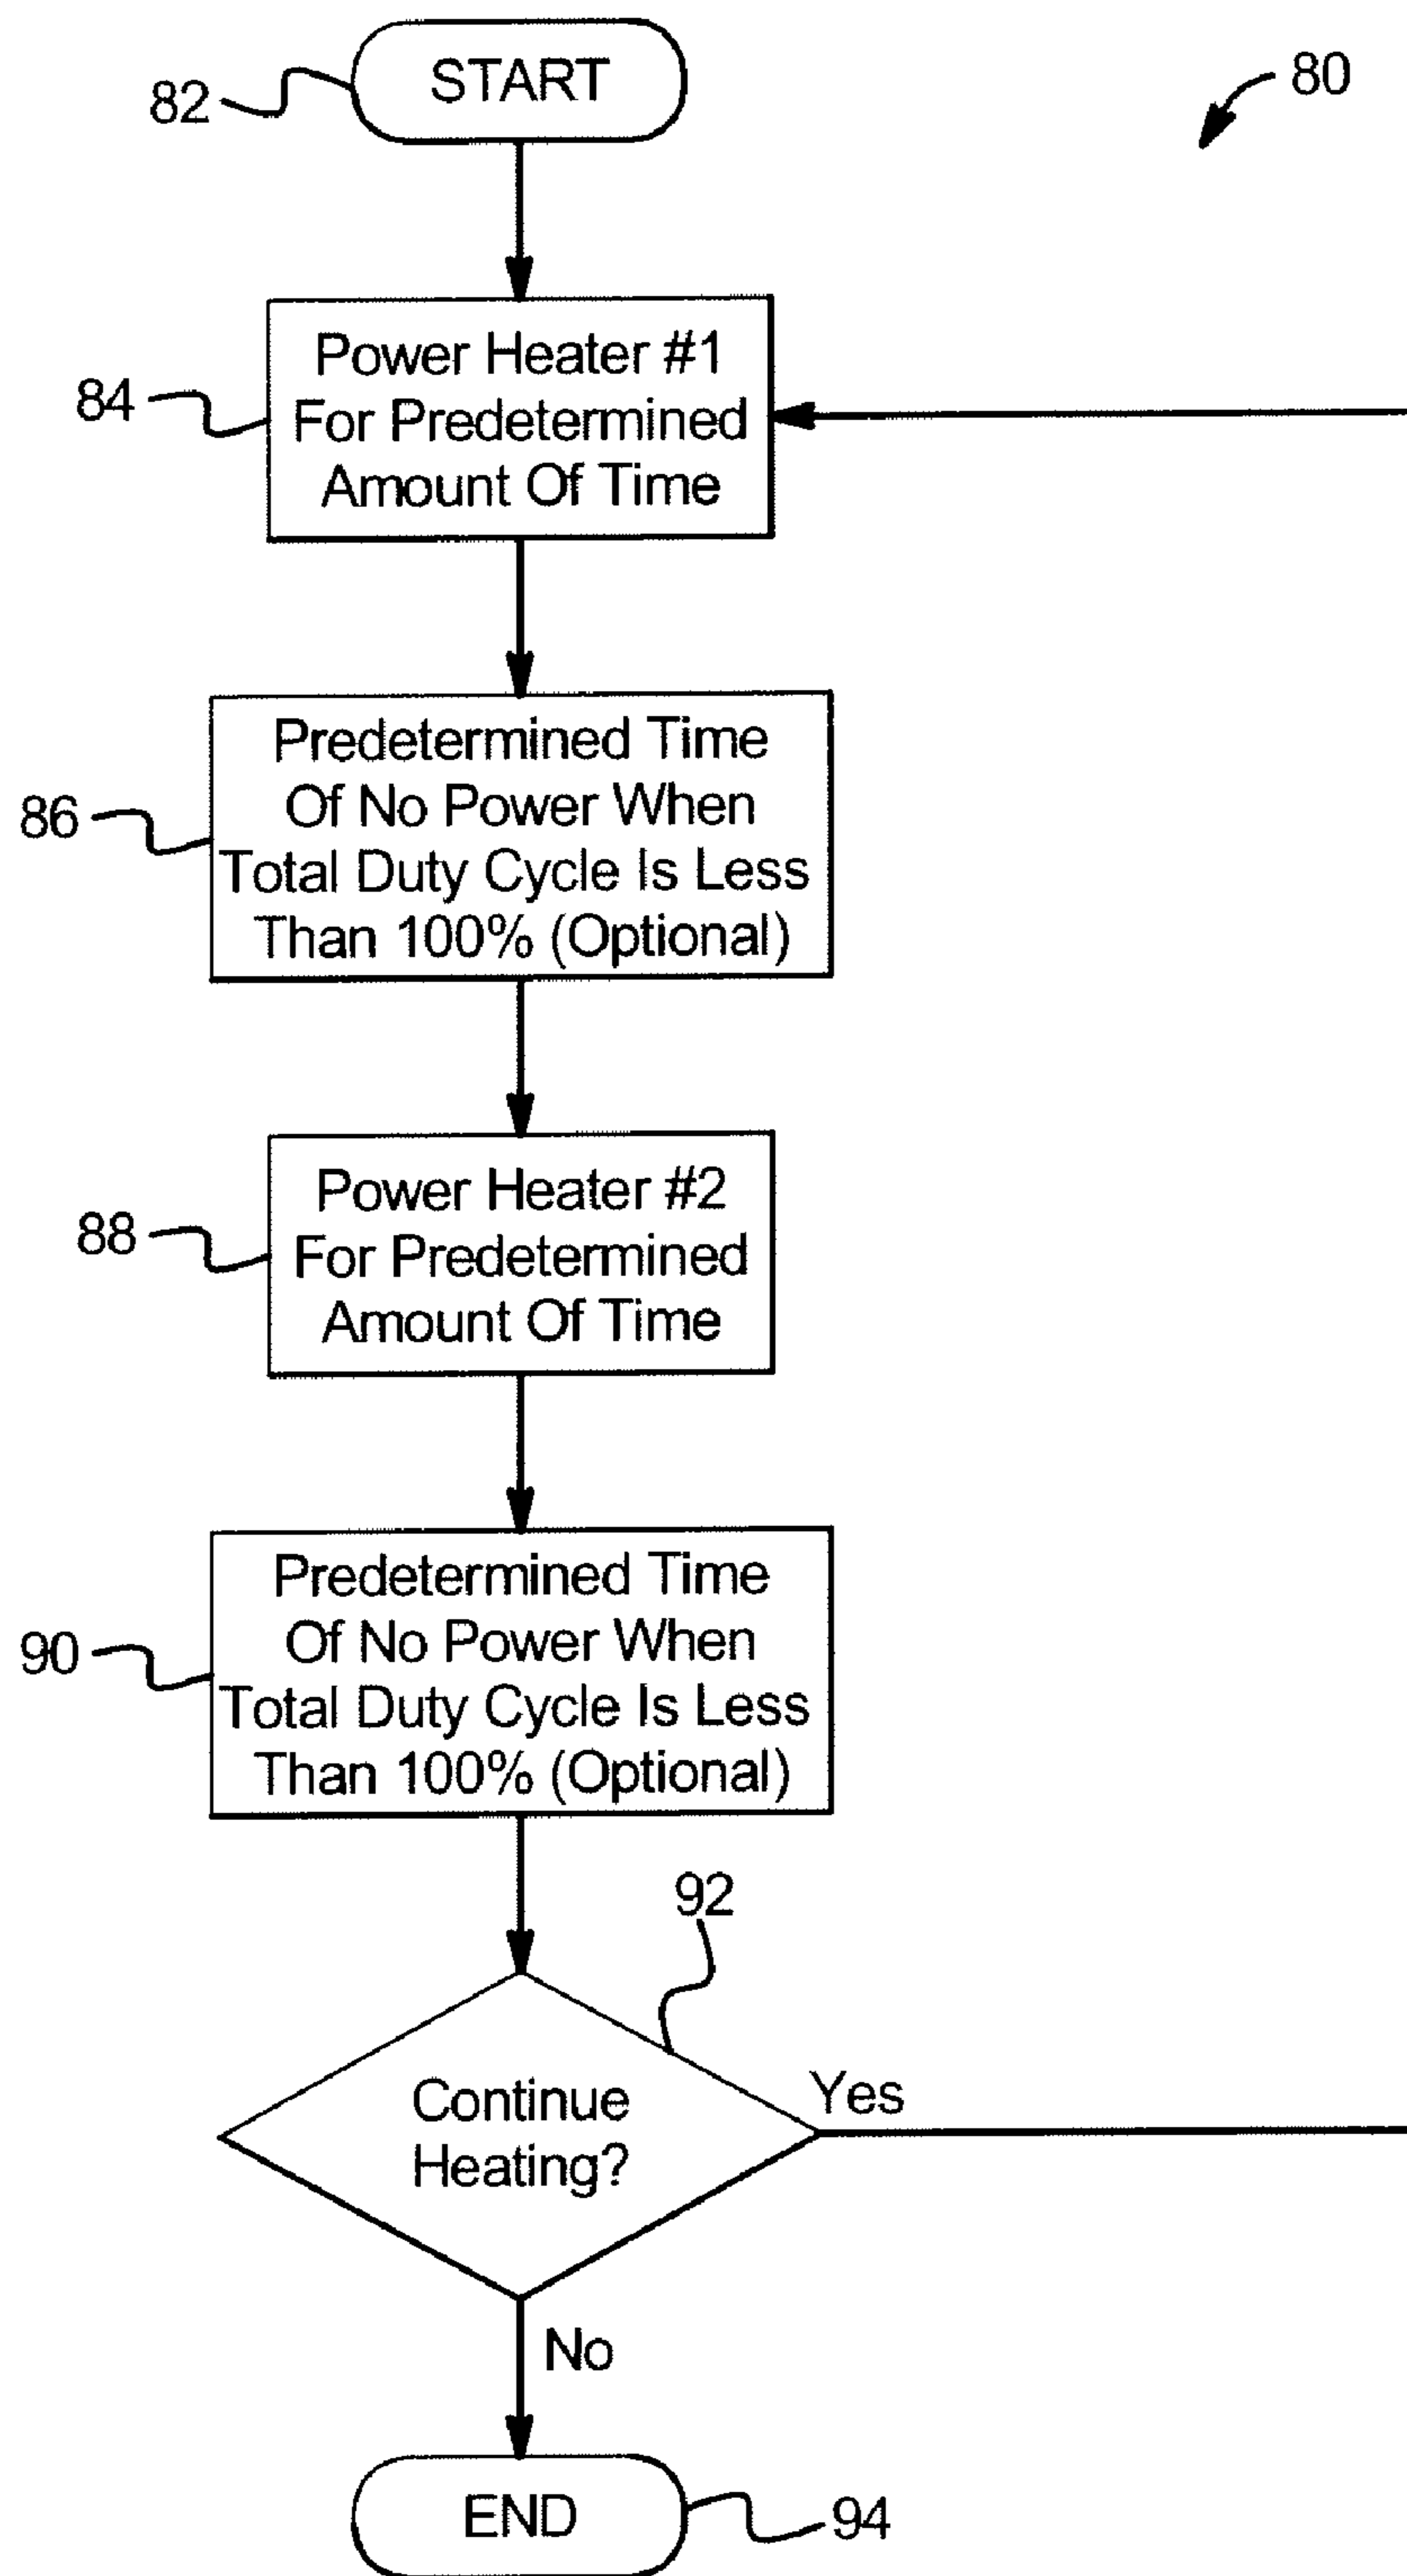 82
START
80
84
Power Heater #1
For Predetermined
Amount Of Time
86
Predetermined Time
Of No Power When
Total Duty Cycle Is Less
Than 100% (Optional)
88
Power Heater #2
For Predetermined
Amount Of Time
90
Predetermined Time
Of No Power When
Total Duty Cycle Is Less
Than 100% (Optional)
92
Continue
Heating?
Yes
No
END
94